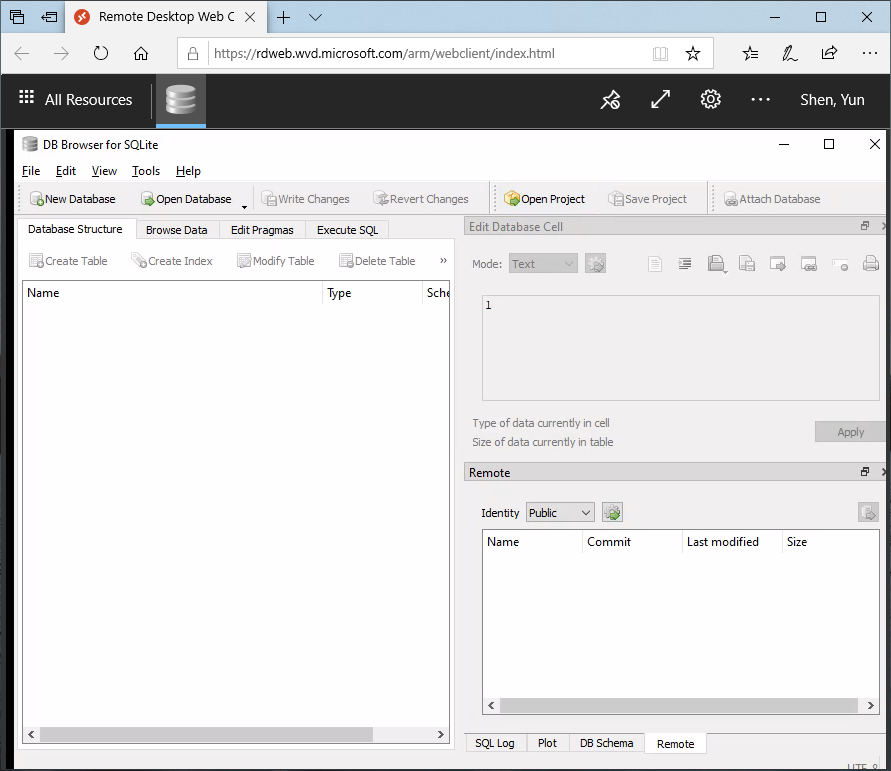 Remote Desktop Web C
https://rdweb.wvd.microsoft.com/arm/webclient/index.html
All Resources
Shen, Yun
DB Browser for SQLite
File Edit View Tools Help
New Database Open Database Write Changes Revert Changes Open Project Save Project Attach Database
Database Structure Browse Data Edit Pragmas Execute SQL
Create Table Create Index Modify Table Delete Table »
Name Type Sche
Edit Database Cell
Mode: Text
1
Type of data currently in cell
Size of data currently in table
Apply
Remote
Identity Public
Name Commit Last modified Size
SQL Log Plot DB Schema Remote
UTF-8